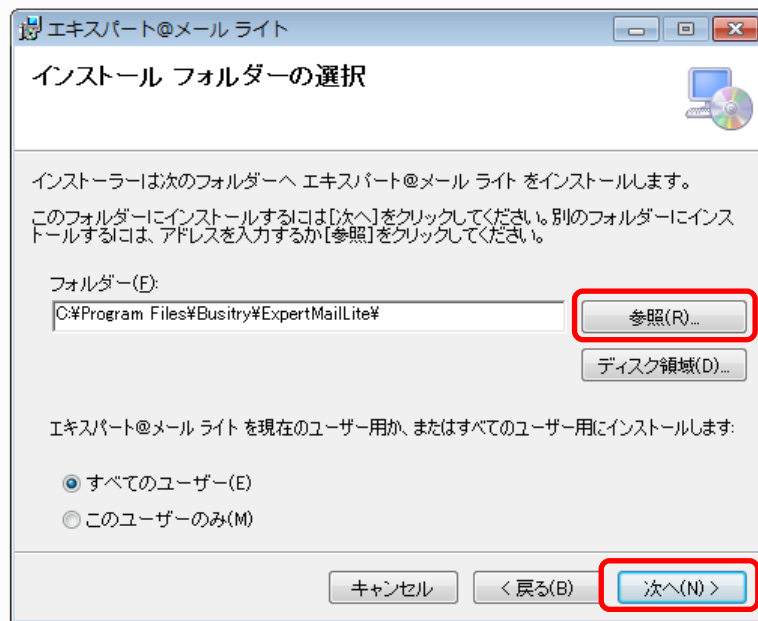 エキスパート@メール ライト
インストール フォルダーの選択
インストーラーは次のフォルダーへ エキスパート@メール ライト をインストールします。
このフォルダーにインストールするには[次へ]をクリックしてください。別のフォルダーにインス
トールするには、アドレスを入力するか[参照]をクリックしてください。
フォルダー(F):
C:¥Program Files¥Busitry¥ExpertMailLite¥
参照(R)...
ディスク領域(D)...
エキスパート@メール ライト を現在のユーザー用か、またはすべてのユーザー用にインストールします:
すべてのユーザー(E)
このユーザーのみ(M)
キャンセル
< 戻る(B)
次へ(N) >